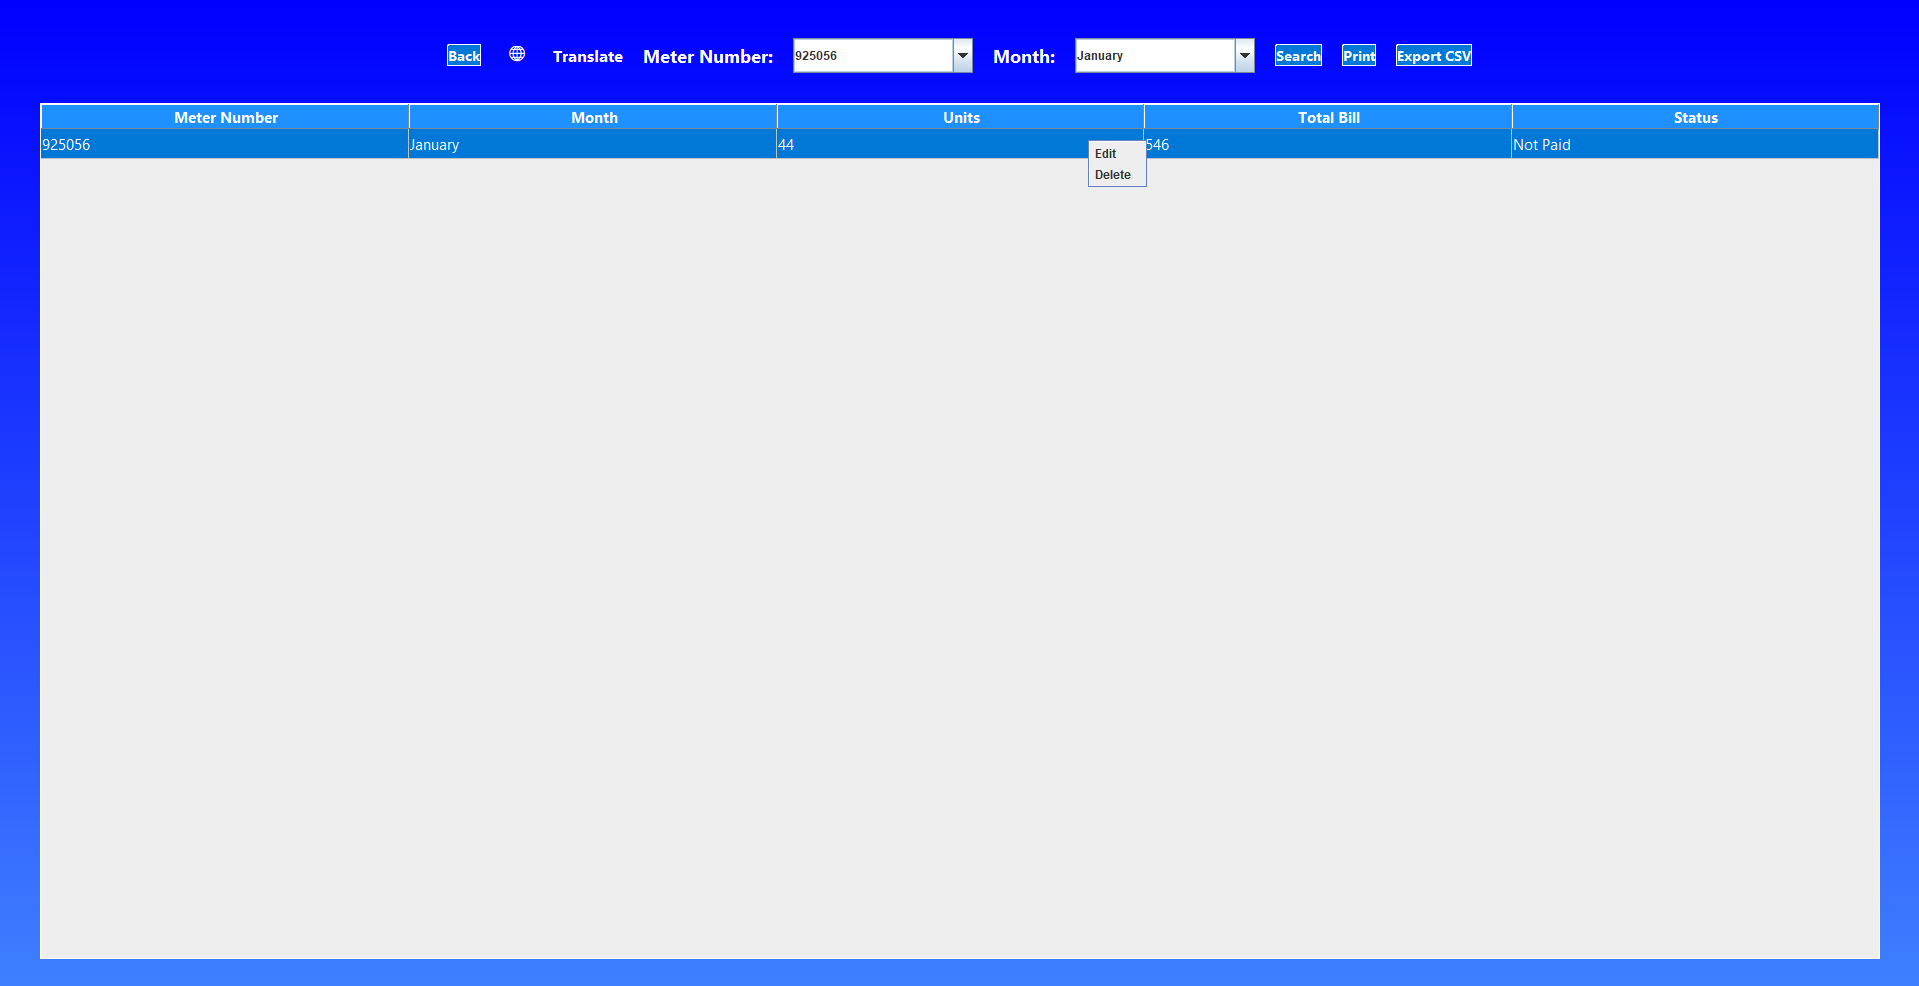 Back Translate Meter Number: 925056 Month: January Search Print Export CSV
Meter Number Month Units Total Bill Status
925056 January 44 546 Not Paid
Edit
Delete